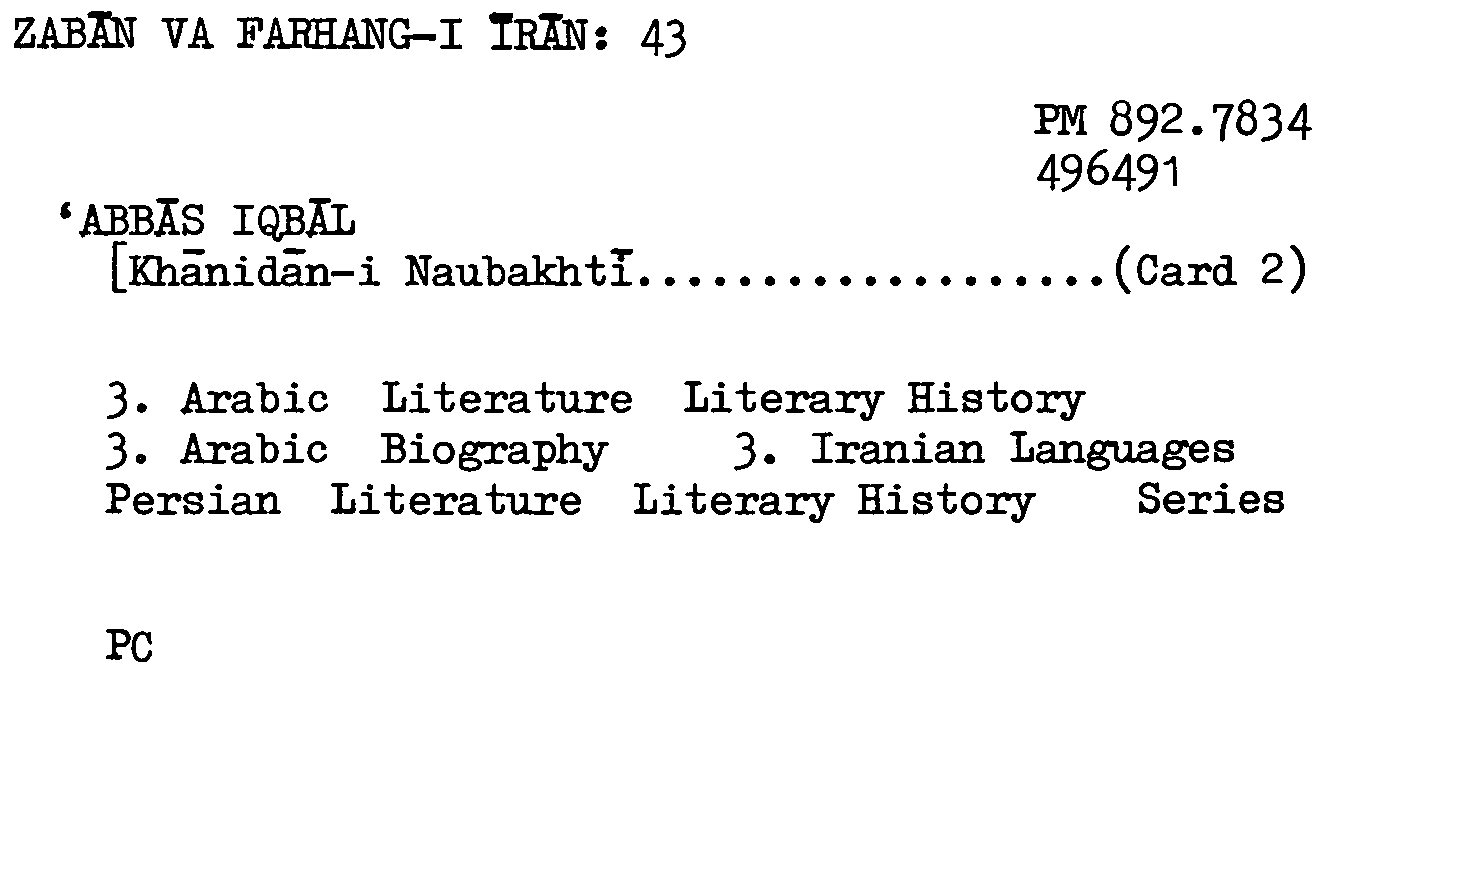 ZABĀN VA FARHANG-I ĪRĀN: 43
PM 892.7834
496491
‘ABBĀS IQBĀL
[Khānidān-i Naubakhtī...................(Card 2)
3. Arabic Literature Literary History
3. Arabic Biography 3. Iranian Languages
Persian Literature Literary History Series
PC